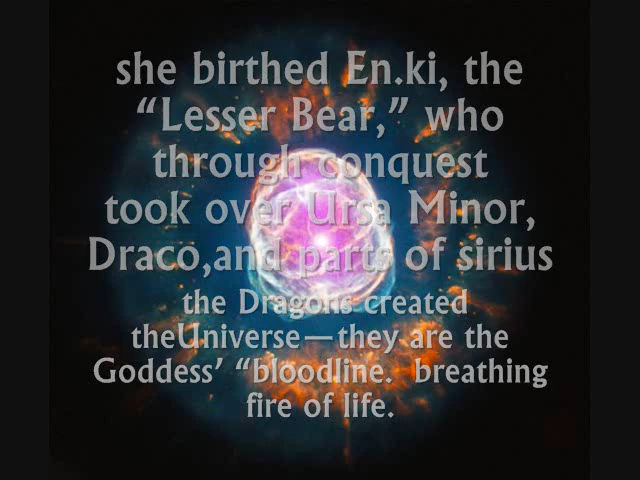 she birthed En.ki, the
“Lesser Bear,” who
through conquest
took over Ursa Minor,
Draco,and parts of sirius
the Dragons created
theUniverse—they are the
Goddess’ “bloodline.  breathing
fire of life.